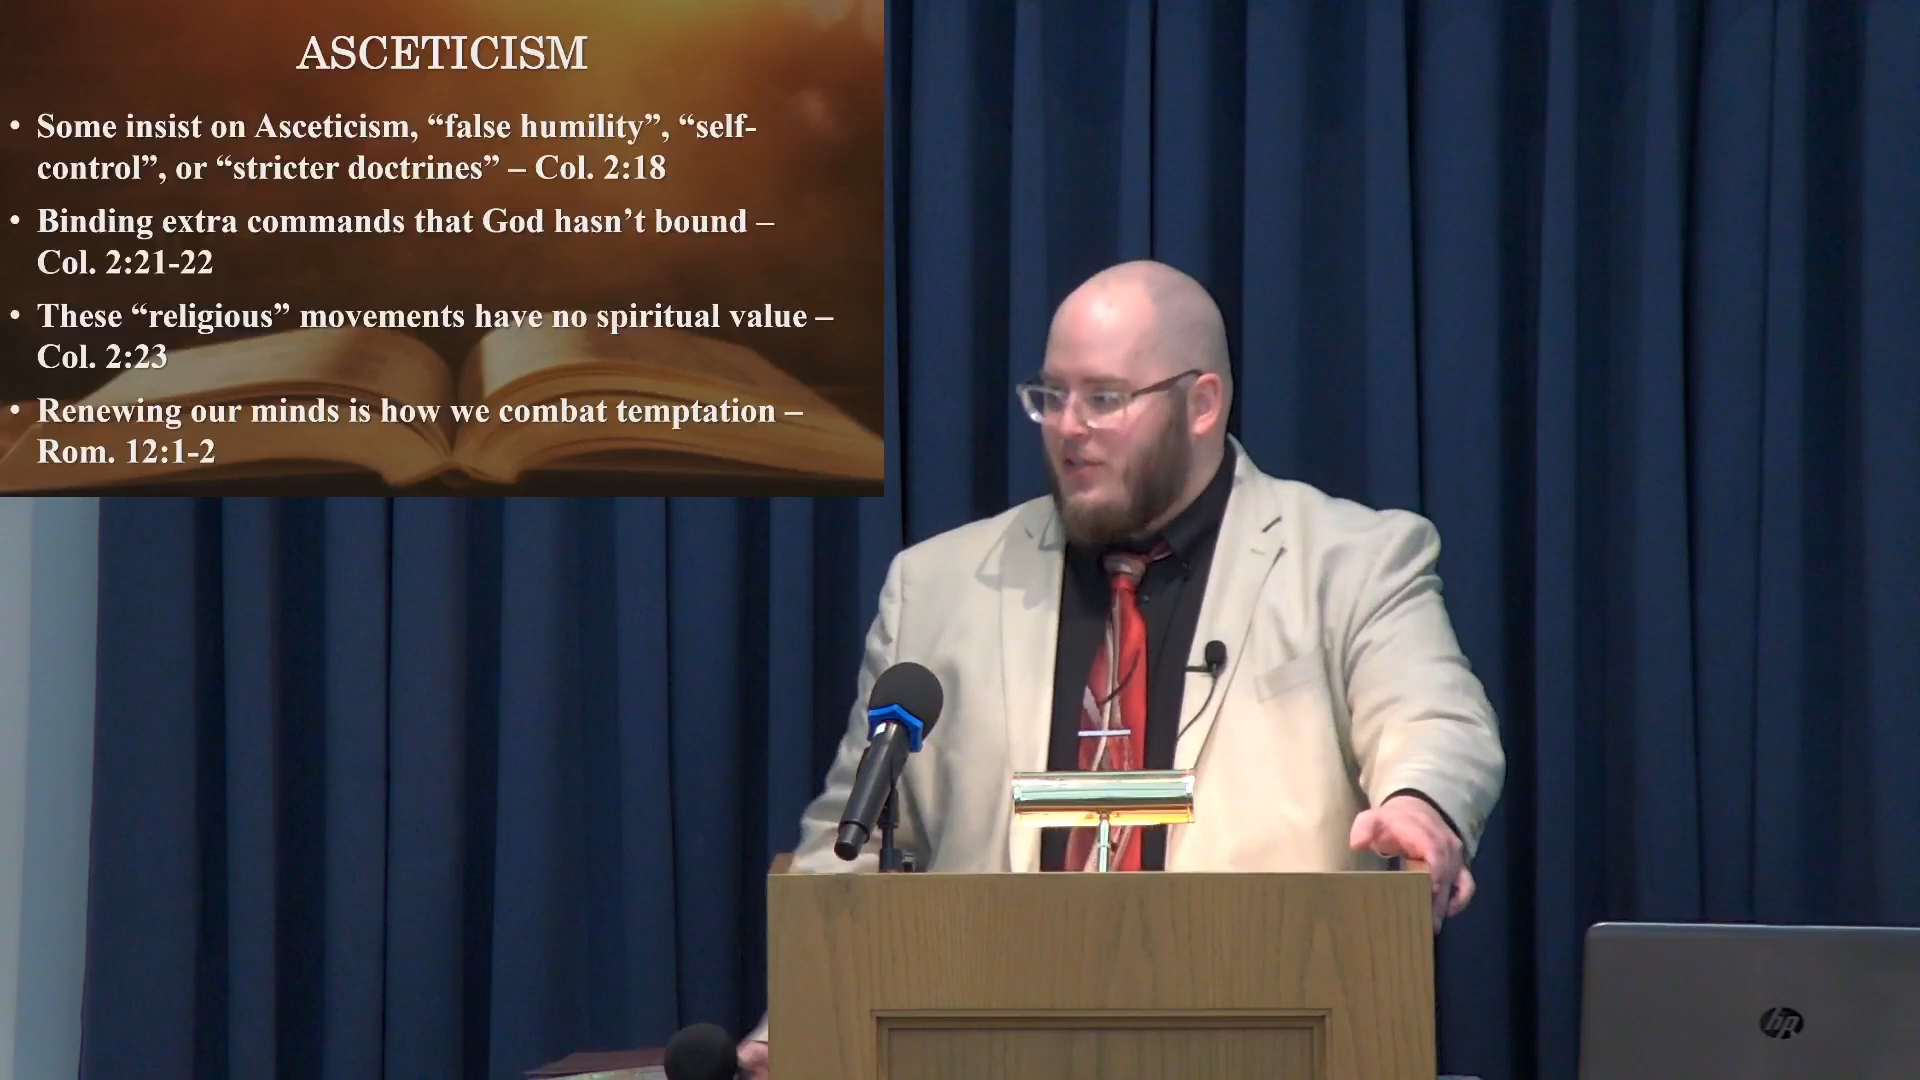 ASCETICISM
• Some insist on Asceticism, “false humility”, “self-
control”, or “stricter doctrines” – Col. 2:18
• Binding extra commands that God hasn’t bound –
Col. 2:21-22
• These “religious” movements have no spiritual value –
Col. 2:23
• Renewing our minds is how we combat temptation –
Rom. 12:1-2
hp